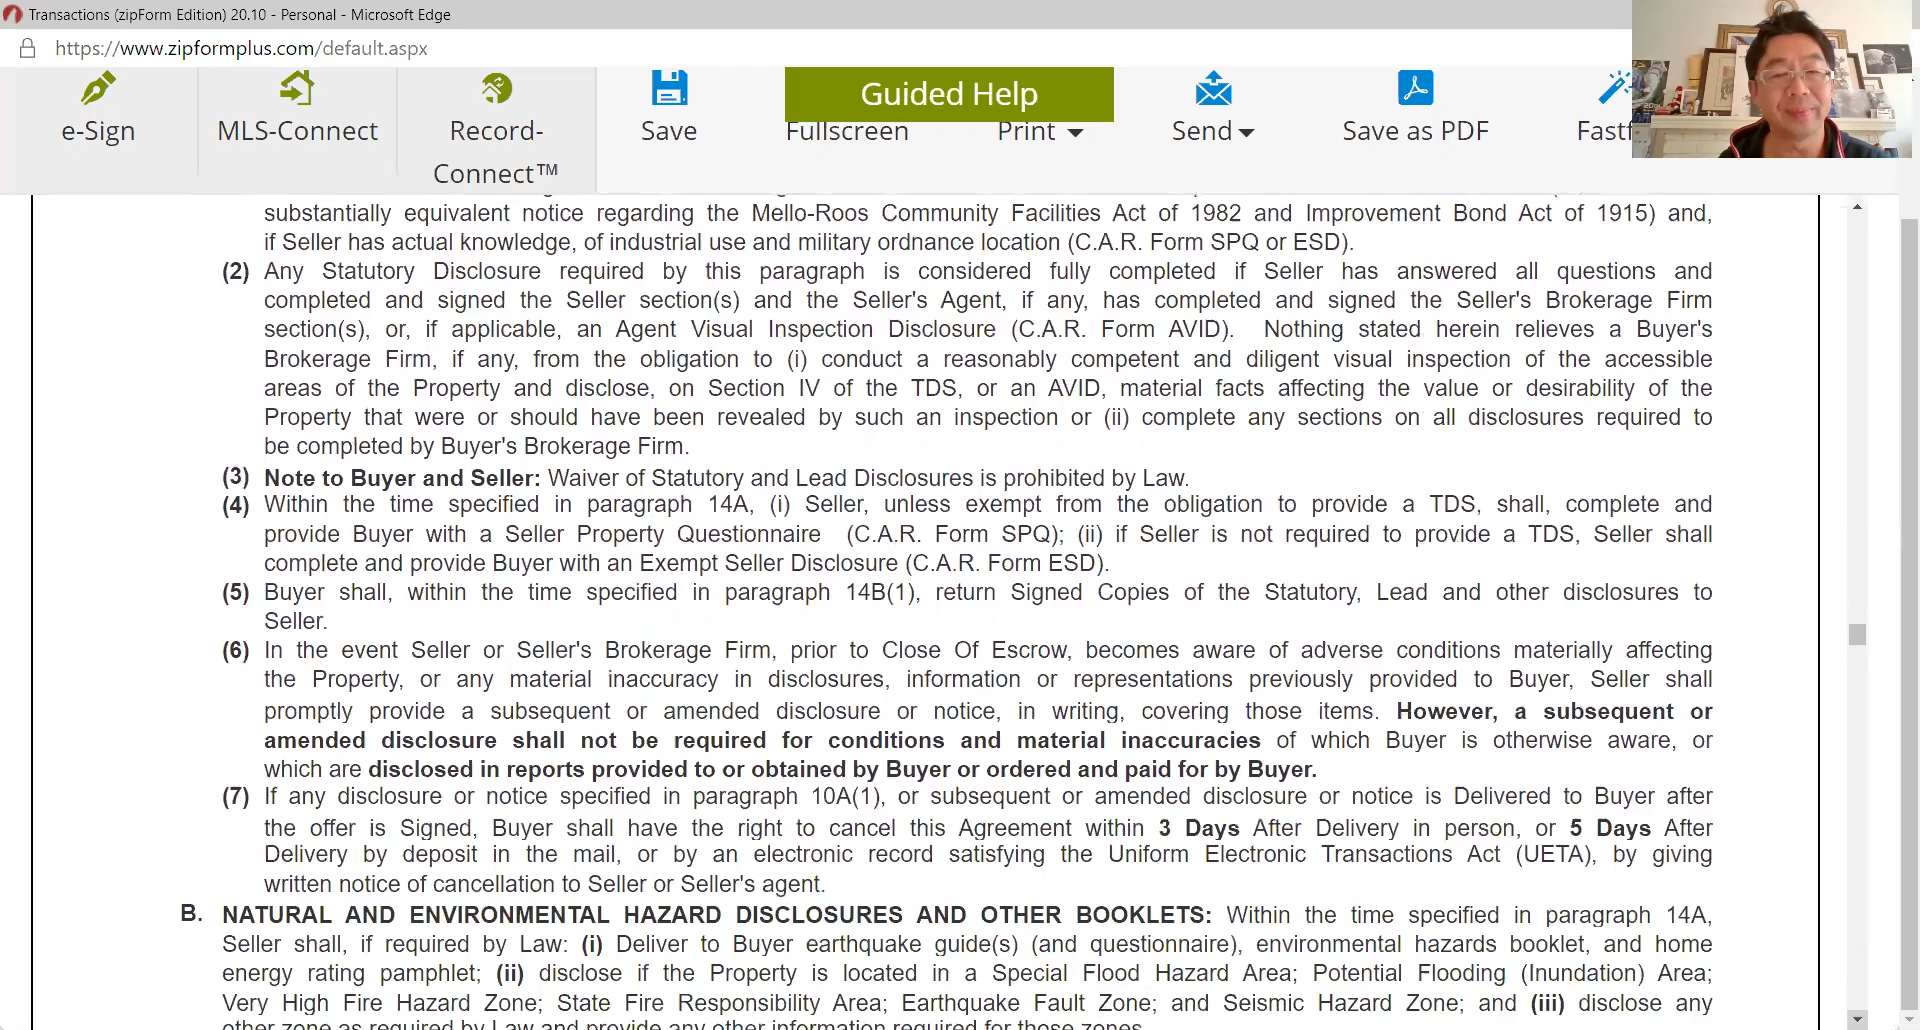 Transactions (zipForm Edition) 20.10 - Personal - Microsoft Edge
https://www.zipformplus.com/default.aspx
e-Sign
MLS-Connect
Record-
Connect™
Save
Guided Help
Fullscreen
Print
Send
Save as PDF
Fastf
substantially equivalent notice regarding the Mello-Roos Community Facilities Act of 1982 and Improvement Bond Act of 1915) and,
if Seller has actual knowledge, of industrial use and military ordnance location (C.A.R. Form SPQ or ESD).
(2) Any Statutory Disclosure required by this paragraph is considered fully completed if Seller has answered all questions and
completed and signed the Seller section(s) and the Seller's Agent, if any, has completed and signed the Seller's Brokerage Firm
section(s), or, if applicable, an Agent Visual Inspection Disclosure (C.A.R. Form AVID). Nothing stated herein relieves a Buyer's
Brokerage Firm, if any, from the obligation to (i) conduct a reasonably competent and diligent visual inspection of the accessible
areas of the Property and disclose, on Section IV of the TDS, or an AVID, material facts affecting the value or desirability of the
Property that were or should have been revealed by such an inspection or (ii) complete any sections on all disclosures required to
be completed by Buyer's Brokerage Firm.
(3) Note to Buyer and Seller: Waiver of Statutory and Lead Disclosures is prohibited by Law.
(4) Within the time specified in paragraph 14A, (i) Seller, unless exempt from the obligation to provide a TDS, shall, complete and
provide Buyer with a Seller Property Questionnaire (C.A.R. Form SPQ); (ii) if Seller is not required to provide a TDS, Seller shall
complete and provide Buyer with an Exempt Seller Disclosure (C.A.R. Form ESD).
(5) Buyer shall, within the time specified in paragraph 14B(1), return Signed Copies of the Statutory, Lead and other disclosures to
Seller.
(6) In the event Seller or Seller's Brokerage Firm, prior to Close Of Escrow, becomes aware of adverse conditions materially affecting
the Property, or any material inaccuracy in disclosures, information or representations previously provided to Buyer, Seller shall
promptly provide a subsequent or amended disclosure or notice, in writing, covering those items. However, a subsequent or
amended disclosure shall not be required for conditions and material inaccuracies of which Buyer is otherwise aware, or
which are disclosed in reports provided to or obtained by Buyer or ordered and paid for by Buyer.
(7) If any disclosure or notice specified in paragraph 10A(1), or subsequent or amended disclosure or notice is Delivered to Buyer after
the offer is Signed, Buyer shall have the right to cancel this Agreement within 3 Days After Delivery in person, or 5 Days After
Delivery by deposit in the mail, or by an electronic record satisfying the Uniform Electronic Transactions Act (UETA), by giving
written notice of cancellation to Seller or Seller's agent.
B. NATURAL AND ENVIRONMENTAL HAZARD DISCLOSURES AND OTHER BOOKLETS: Within the time specified in paragraph 14A,
Seller shall, if required by Law: (i) Deliver to Buyer earthquake guide(s) (and questionnaire), environmental hazards booklet, and home
energy rating pamphlet; (ii) disclose if the Property is located in a Special Flood Hazard Area; Potential Flooding (Inundation) Area;
Very High Fire Hazard Zone; State Fire Responsibility Area; Earthquake Fault Zone; and Seismic Hazard Zone; and (iii) disclose any
other zone as required by Law and provide any other information required for those zones.